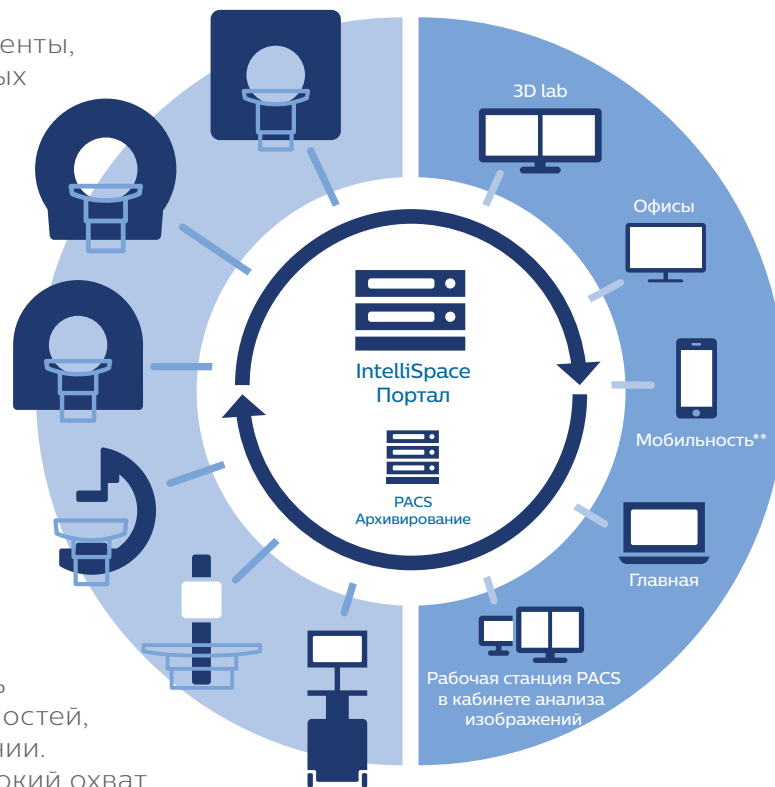 енты,
ых
3D lab
Офисы
IntelliSpace
Портал
Мобильность**
PACS
Архивирование
Главная
Рабочая станция PACS
в кабинете анализа
изображений
ь
остей,
нии.
окий охват